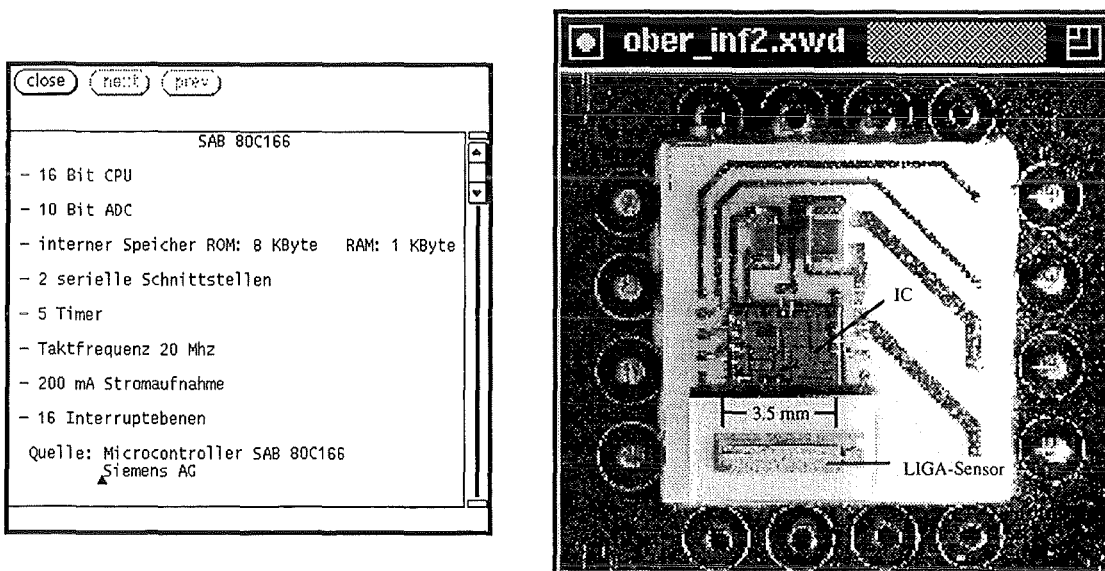 close next prev
SAB 80C166
- 16 Bit CPU
- 10 Bit ADC
- interner Speicher ROM: 8 KByte RAM: 1 KByte
- 2 serielle Schnittstellen
- 5 Timer
- Taktfrequenz 20 Mhz
- 200 mA Stromaufnahme
- 16 Interruptebenen
Quelle: Microcontroller SAB 80C166
Siemens AG
ober_inf2.xwd
IC
3.5 mm
LIGA-Sensor